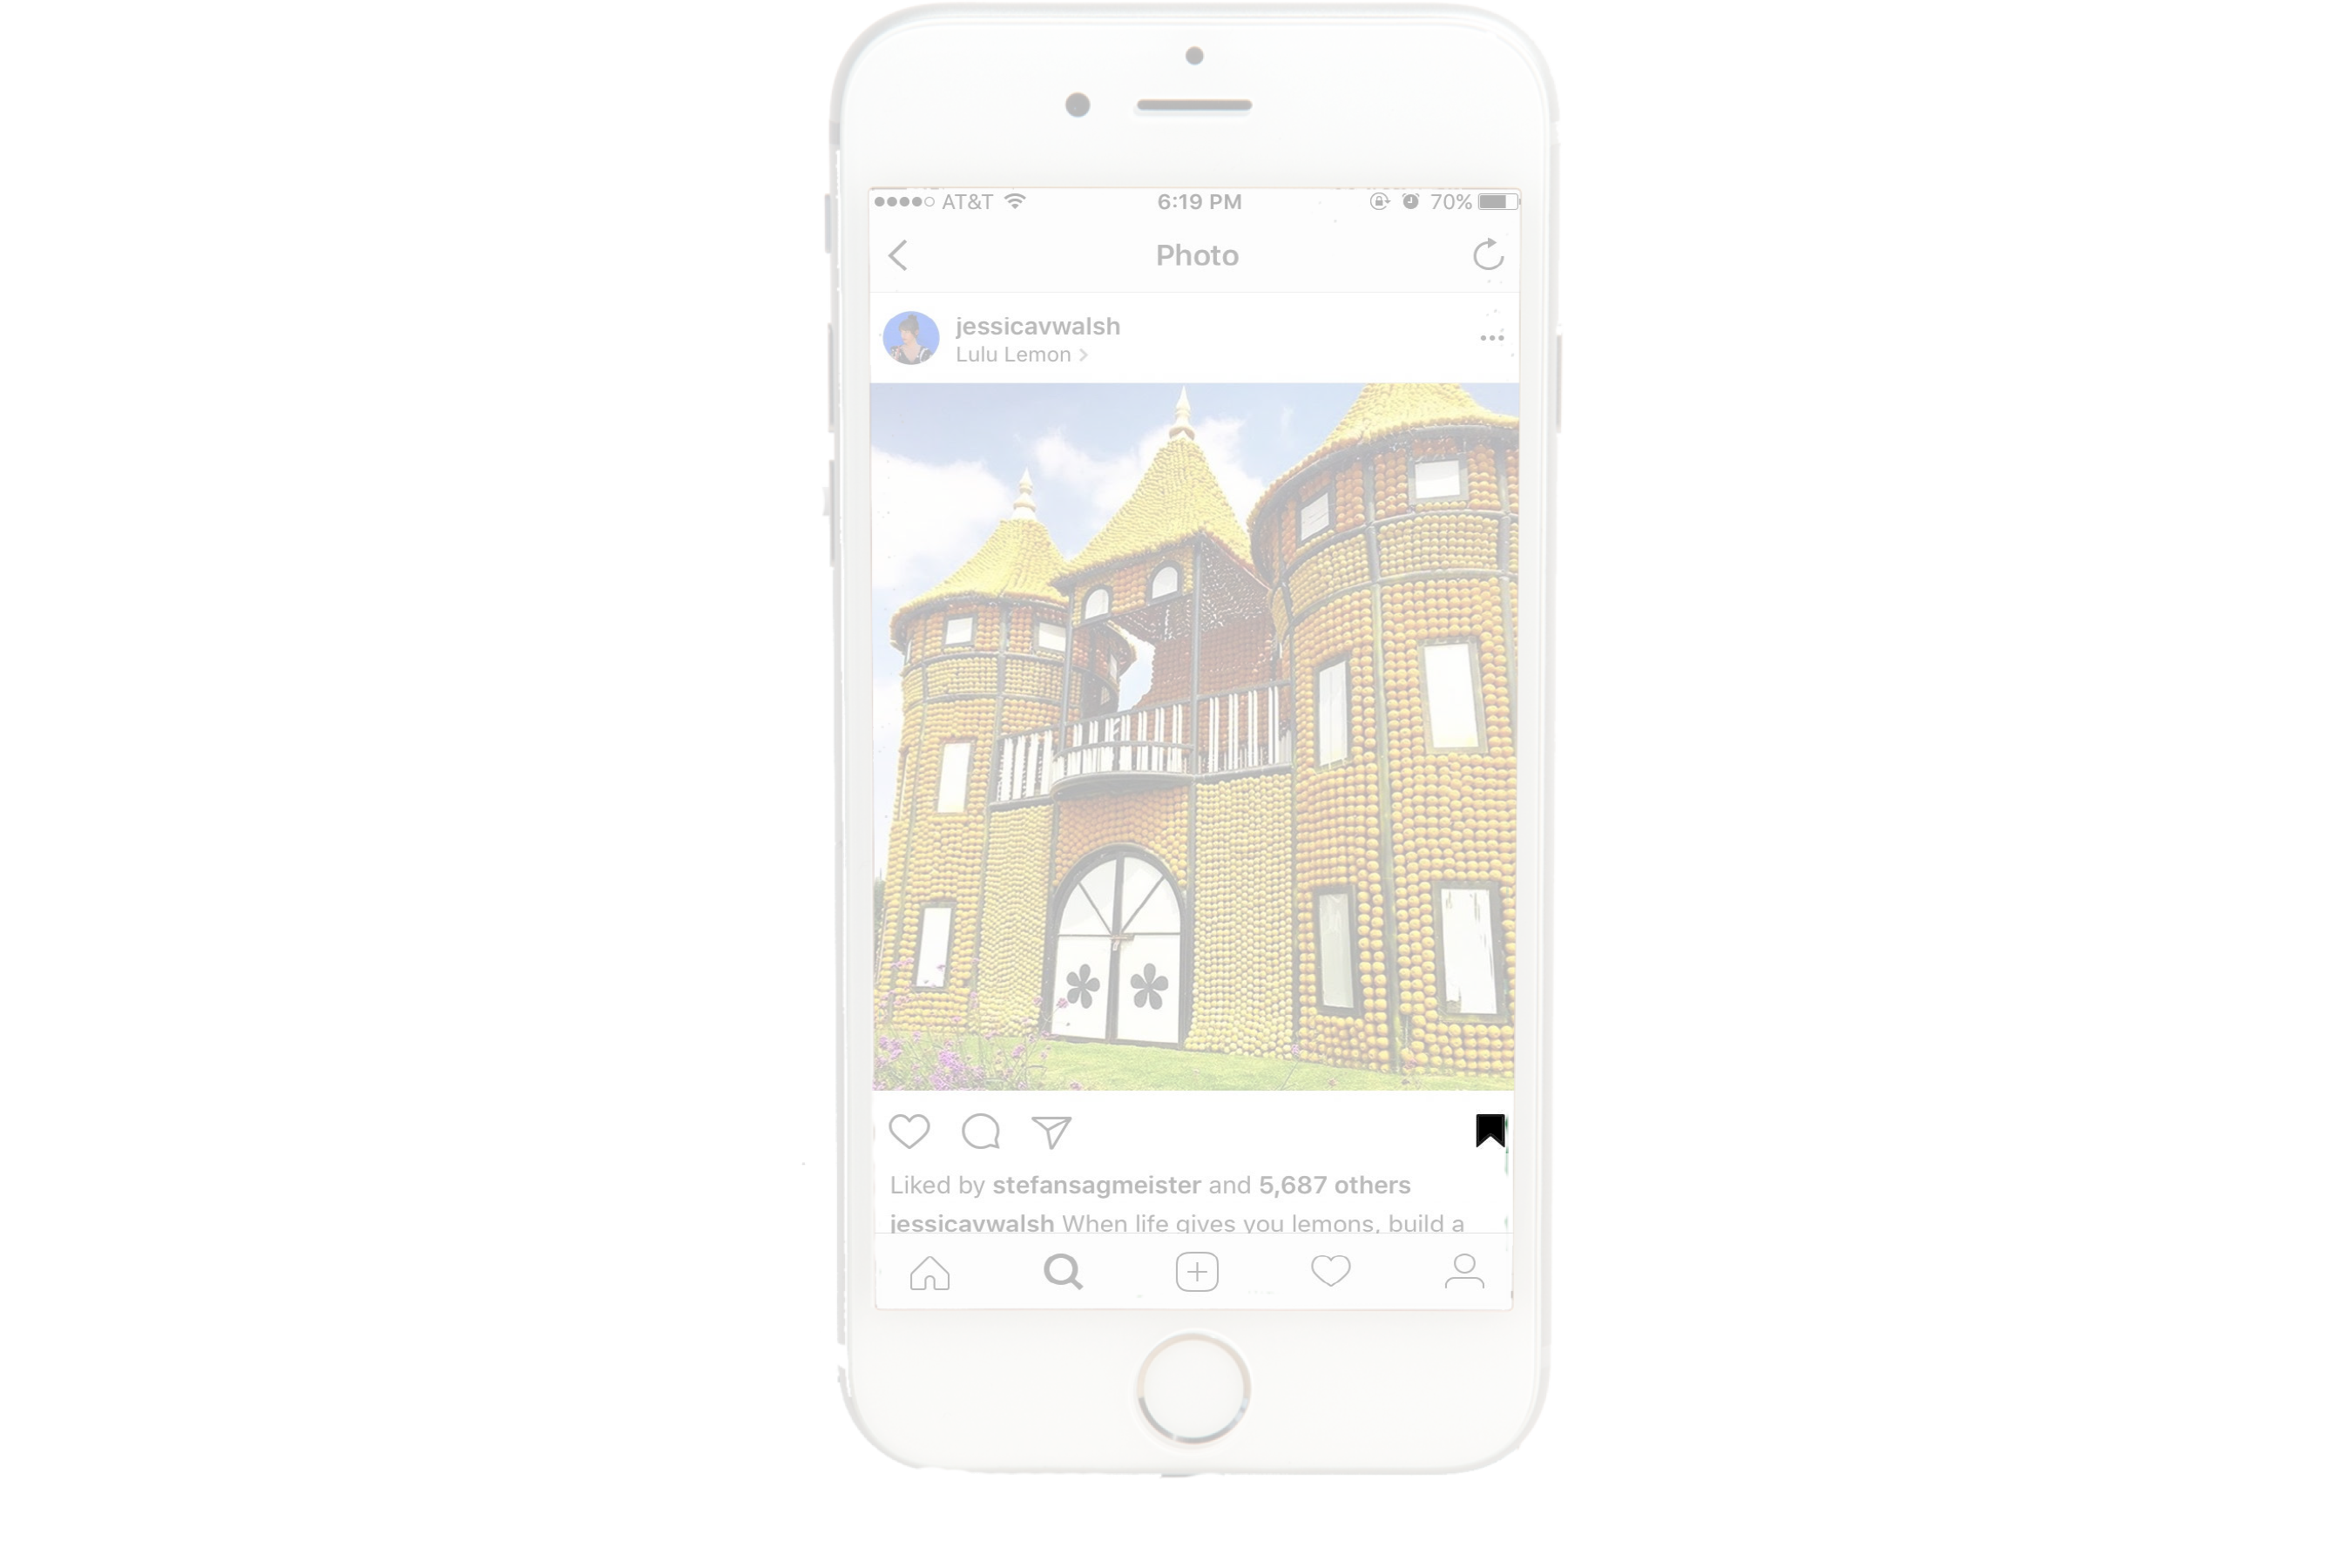 AT&T 6:19 PM 70%
Photo
jessicavwalsh
Lulu Lemon
Liked by stefansagmeister and 5,687 others
jessicavwalsh When life gives you lemons, build a